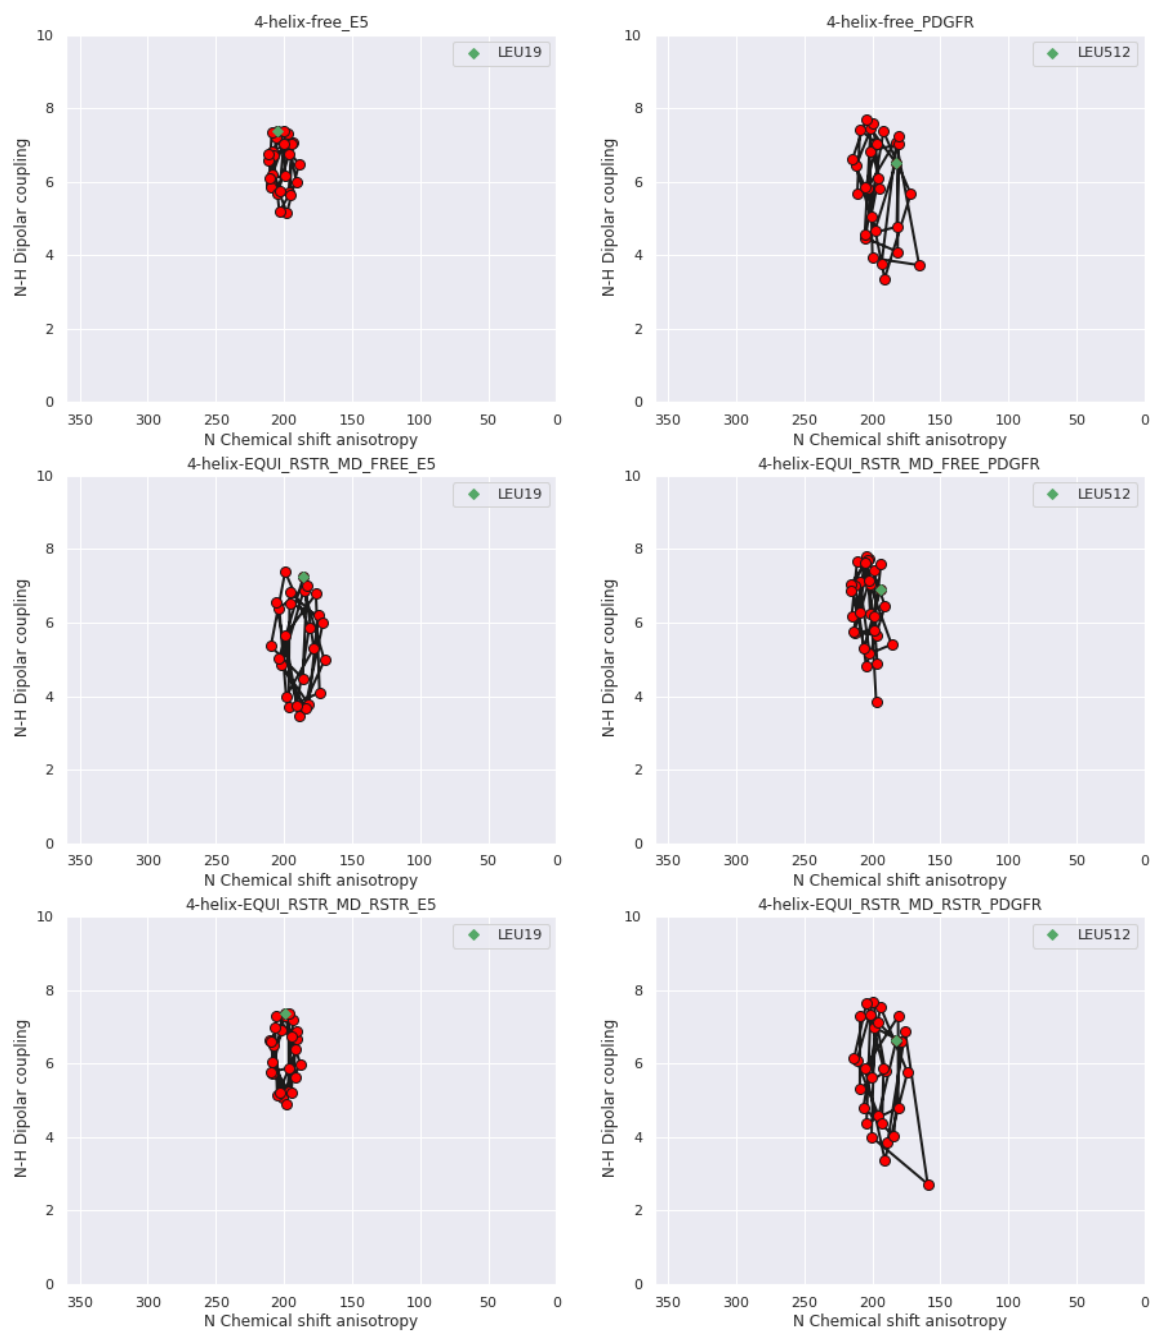 4-helix-free_E5
10
8
6
4
2
0
N-H Dipolar coupling
LEU19
350 300 250 200 150 100 50 0
N Chemical shift anisotropy
4-helix-free_PDGFR
10
8
6
4
2
0
N-H Dipolar coupling
LEU512
350 300 250 200 150 100 50 0
N Chemical shift anisotropy
4-helix-EQUI_RSTR_MD_FREE_E5
10
8
6
4
2
0
N-H Dipolar coupling
LEU19
350 300 250 200 150 100 50 0
N Chemical shift anisotropy
4-helix-EQUI_RSTR_MD_FREE_PDGFR
10
8
6
4
2
0
N-H Dipolar coupling
LEU512
350 300 250 200 150 100 50 0
N Chemical shift anisotropy
4-helix-EQUI_RSTR_MD_RSTR_E5
10
8
6
4
2
0
N-H Dipolar coupling
LEU19
350 300 250 200 150 100 50 0
N Chemical shift anisotropy
4-helix-EQUI_RSTR_MD_RSTR_PDGFR
10
8
6
4
2
0
N-H Dipolar coupling
LEU512
350 300 250 200 150 100 50 0
N Chemical shift anisotropy